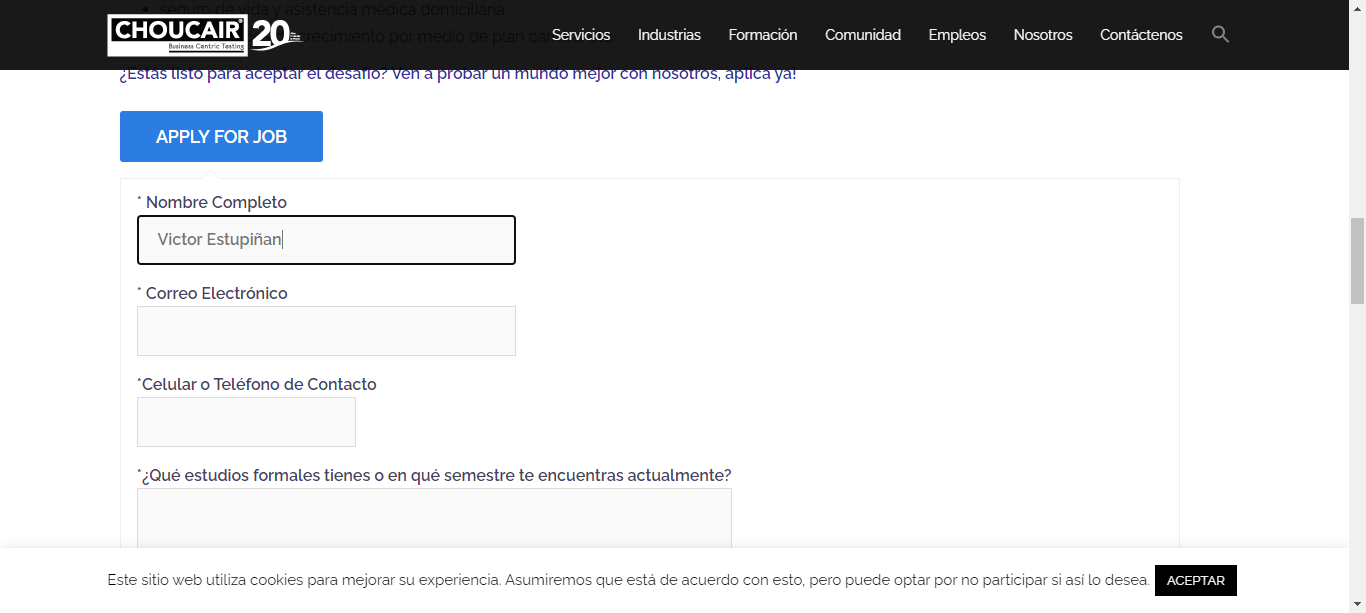 seguro de vida y asistencia médica domiciliaria
CHOUCAIR
Business Centric Testing
20
crecimiento por medio de plan
Servicios
Industrias
Formación
Comunidad
Empleos
Nosotros
Contáctenos
¿Estás listo para aceptar el desafío? Ven a probar un mundo mejor con nosotros, aplica ya!
APPLY FOR JOB
* Nombre Completo
Victor Estupiñan
* Correo Electrónico
*Celular o Teléfono de Contacto
*¿Qué estudios formales tienes o en qué semestre te encuentras actualmente?
Este sitio web utiliza cookies para mejorar su experiencia. Asumiremos que está de acuerdo con esto, pero puede optar por no participar si así lo desea.
ACEPTAR